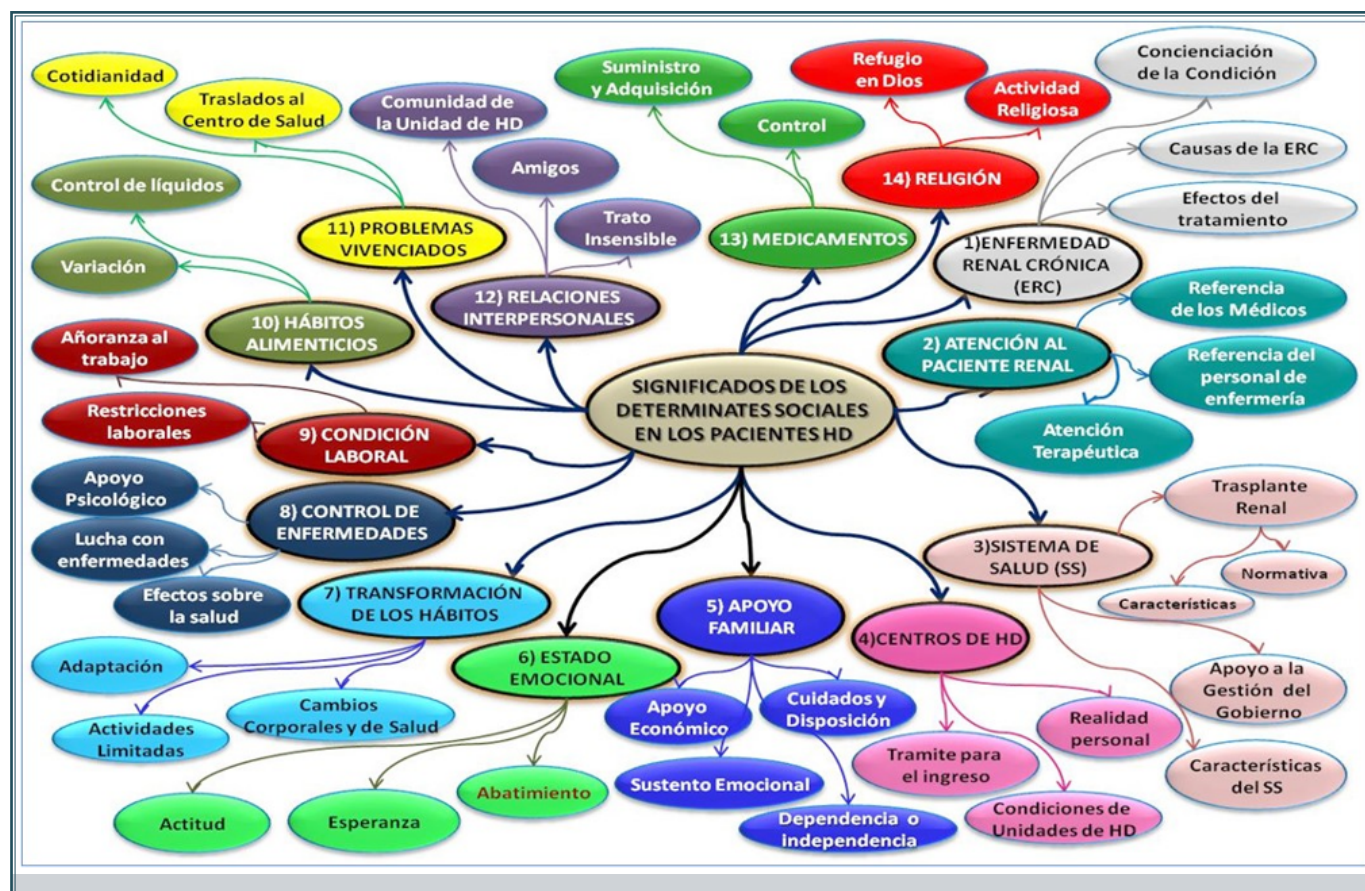 SIGNIFICADOS DE LOS
DETERMINATES SOCIALES
EN LOS PACIENTES HD
1)ENFERMEDAD
RENAL CRÓNICA
(ERC)
Concienciación
de la Condición
Causas de la ERC
Efectos del
tratamiento
2) ATENCIÓN AL
PACIENTE RENAL
Referencia
de los Médicos
Referencia del
personal de
enfermería
Atención
Terapéutica
3)SISTEMA DE
SALUD (SS)
Trasplante
Renal
Normativa
Características
Apoyo a la
Gestión del
Gobierno
Características
del SS
4)CENTROS DE HD
Realidad
personal
Tramite para
el ingreso
Condiciones de
Unidades de HD
5) APOYO
FAMILIAR
Apoyo
Económico
Cuidados y
Disposición
Sustento Emocional
Dependencia o
independencia
6) ESTADO
EMOCIONAL
Actitud
Esperanza
Abatimiento
7) TRANSFORMACIÓN
DE LOS HÁBITOS
Adaptación
Actividades
Limitadas
Cambios
Corporales y de Salud
8) CONTROL DE
ENFERMEDADES
Apoyo
Psicológico
Lucha con
enfermedades
Efectos sobre
la salud
9) CONDICIÓN
LABORAL
Añoranza al
trabajo
Restricciones
laborales
10) HÁBITOS
ALIMENTICIOS
Control de líquidos
Variación
11) PROBLEMAS
VIVENCIADOS
Cotidianidad
Traslados al
Centro de Salud
12) RELACIONES
INTERPERSONALES
Comunidad de
la Unidad de HD
Amigos
Trato
Insensible
13) MEDICAMENTOS
Suministro
y Adquisición
Control
14) RELIGIÓN
Refugio
en Dios
Actividad
Religiosa